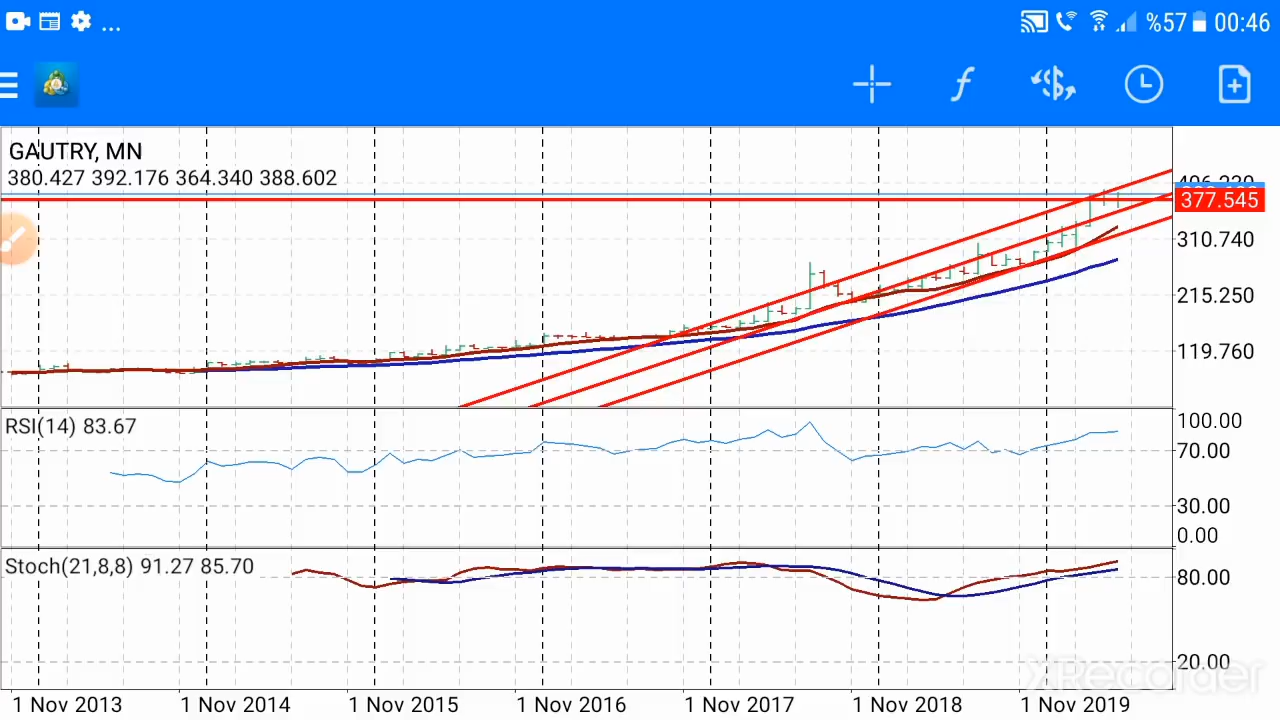 ... %57 00:46
GAUTRY, MN
380.427 392.176 364.340 388.602
377.545
310.740
215.250
119.760
RSI(14) 83.67
100.00
70.00
30.00
0.00
Stoch(21,8,8) 91.27 85.70
80.00
20.00
XRecorder
1 Nov 2013 1 Nov 2014 1 Nov 2015 1 Nov 2016 1 Nov 2017 1 Nov 2018 1 Nov 2019